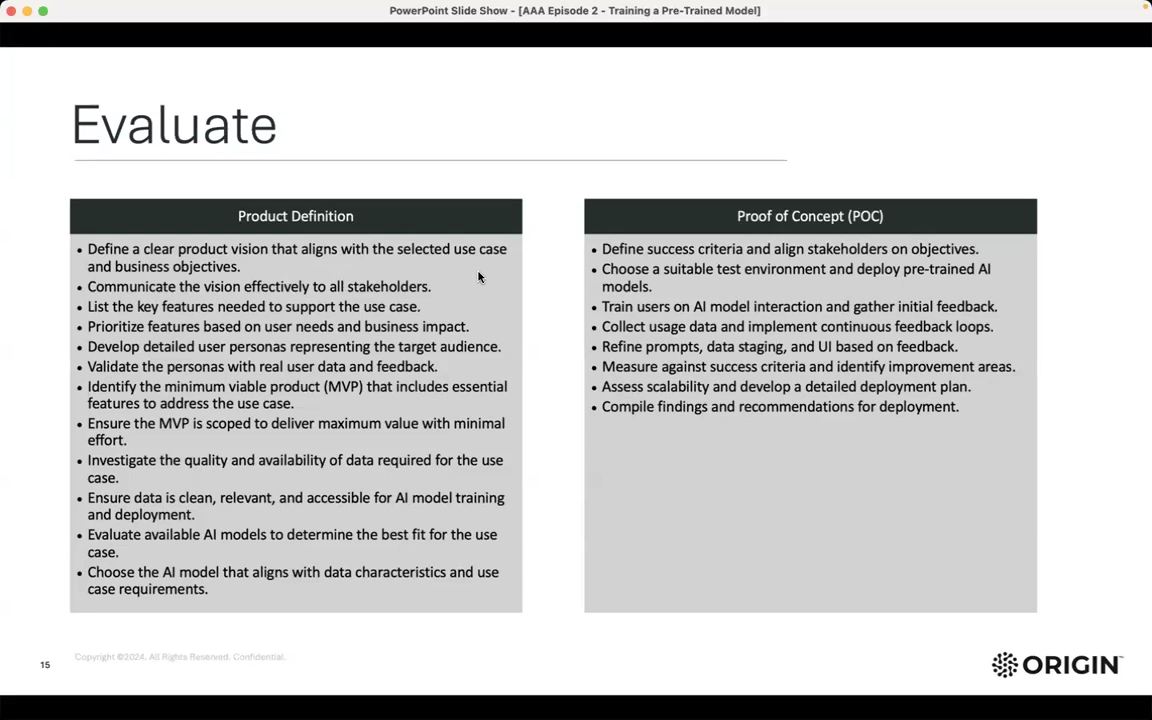 PowerPoint Slide Show - [AAA Episode 2 - Training a Pre-Trained Model]
Evaluate
Product Definition
• Define a clear product vision that aligns with the selected use case
and business objectives.
• Communicate the vision effectively to all stakeholders.
• List the key features needed to support the use case.
• Prioritize features based on user needs and business impact.
• Develop detailed user personas representing the target audience.
• Validate the personas with real user data and feedback.
• Identify the minimum viable product (MVP) that includes essential
features to address the use case.
• Ensure the MVP is scoped to deliver maximum value with minimal
effort.
• Investigate the quality and availability of data required for the use
case.
• Ensure data is clean, relevant, and accessible for AI model training
and deployment.
• Evaluate available AI models to determine the best fit for the use
case.
• Choose the AI model that aligns with data characteristics and use
case requirements.
Proof of Concept (POC)
• Define success criteria and align stakeholders on objectives.
• Choose a suitable test environment and deploy pre-trained AI
models.
• Train users on AI model interaction and gather initial feedback.
• Collect usage data and implement continuous feedback loops.
• Refine prompts, data staging, and UI based on feedback.
• Measure against success criteria and identify improvement areas.
• Assess scalability and develop a detailed deployment plan.
• Compile findings and recommendations for deployment.
15
Copyright ©2024. All Rights Reserved. Confidential.
ORIGIN™